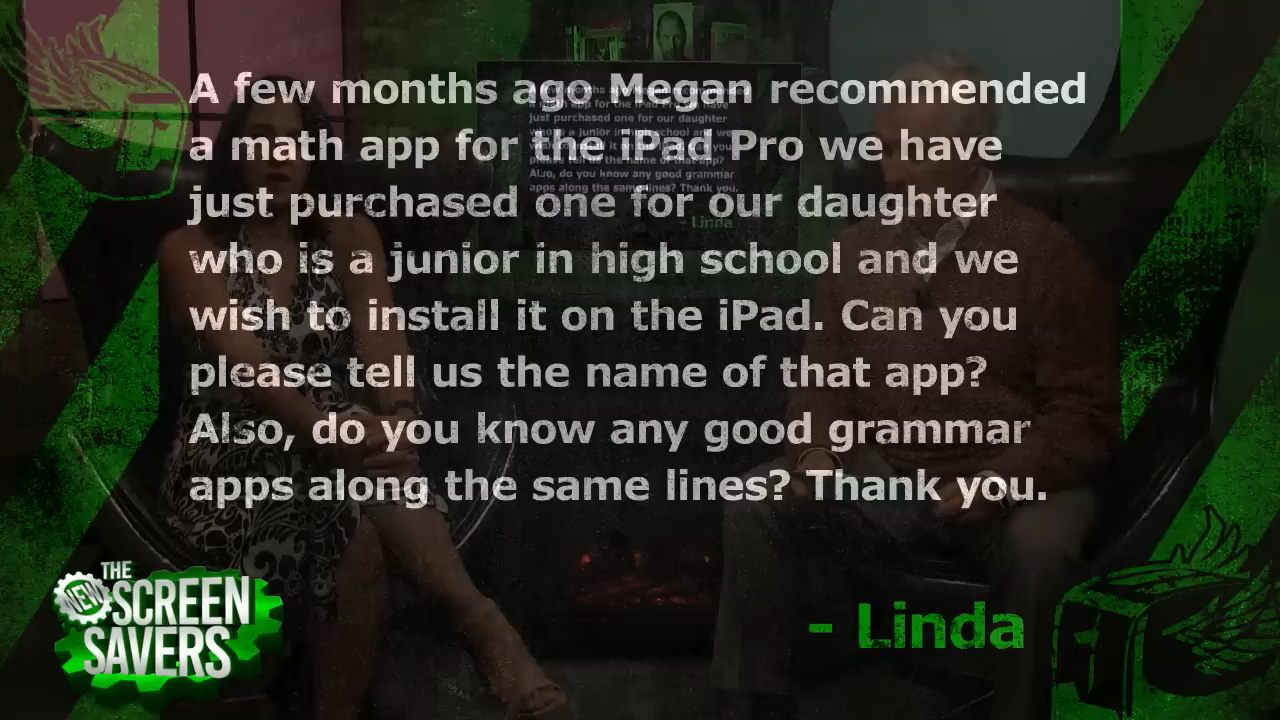 A few months ago Megan recommended
a math app for the iPad Pro we have
just purchased one for our daughter
who is a junior in high school and we
wish to install it on the iPad. Can you
please tell us the name of that app?
Also, do you know any good grammar
apps along the same lines? Thank you.
- Linda
THE
NEW
SCREEN
SAVERS